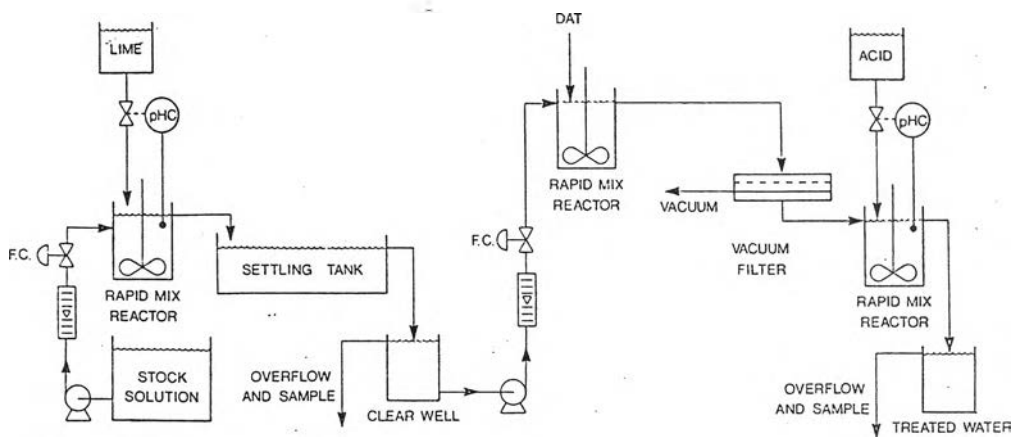 LIME
pHC
F.C.
RAPID MIX
REACTOR
SETTLING TANK
STOCK
SOLUTION
OVERFLOW
AND SAMPLE
CLEAR WELL
DAT
F.C.
RAPID MIX
REACTOR
VACUUM
VACUUM
FILTER
ACID
pHC
RAPID MIX
REACTOR
OVERFLOW
AND SAMPLE
TREATED WATER